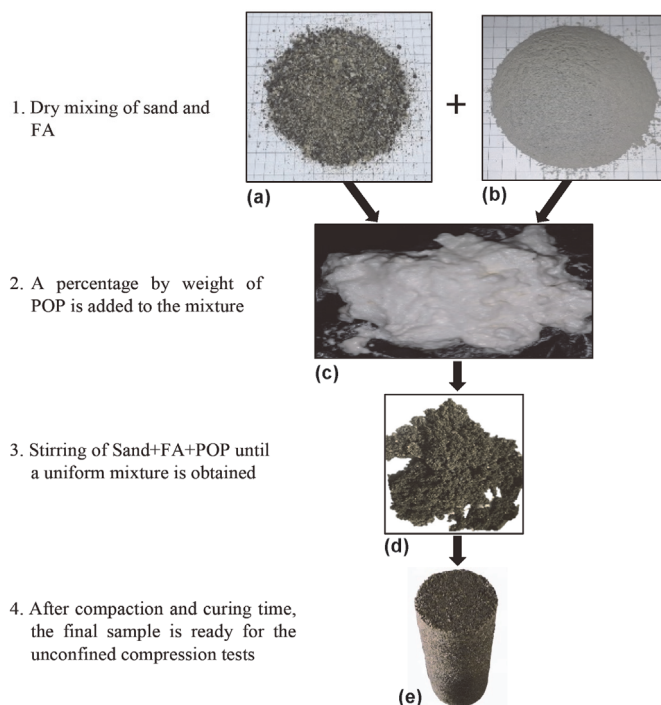 1. Dry mixing of sand and
FA
+
(a)
(b)
2. A percentage by weight of
POP is added to the mixture
(c)
3. Stirring of Sand+FA+POP until
a uniform mixture is obtained
(d)
4. After compaction and curing time,
the final sample is ready for the
unconfined compression tests
(e)